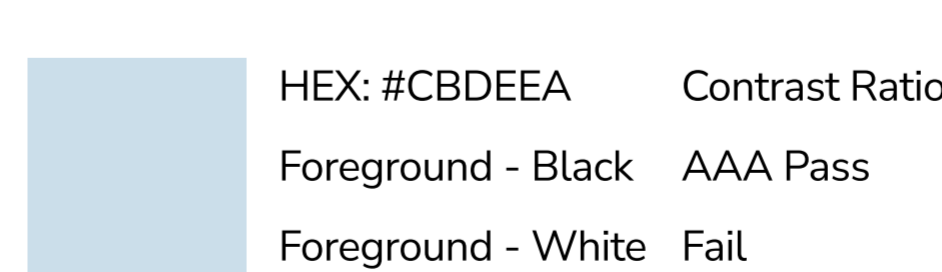 HEX: #CBDEEA Contrast Ratio
Foreground - Black AAA Pass
Foreground - White Fail